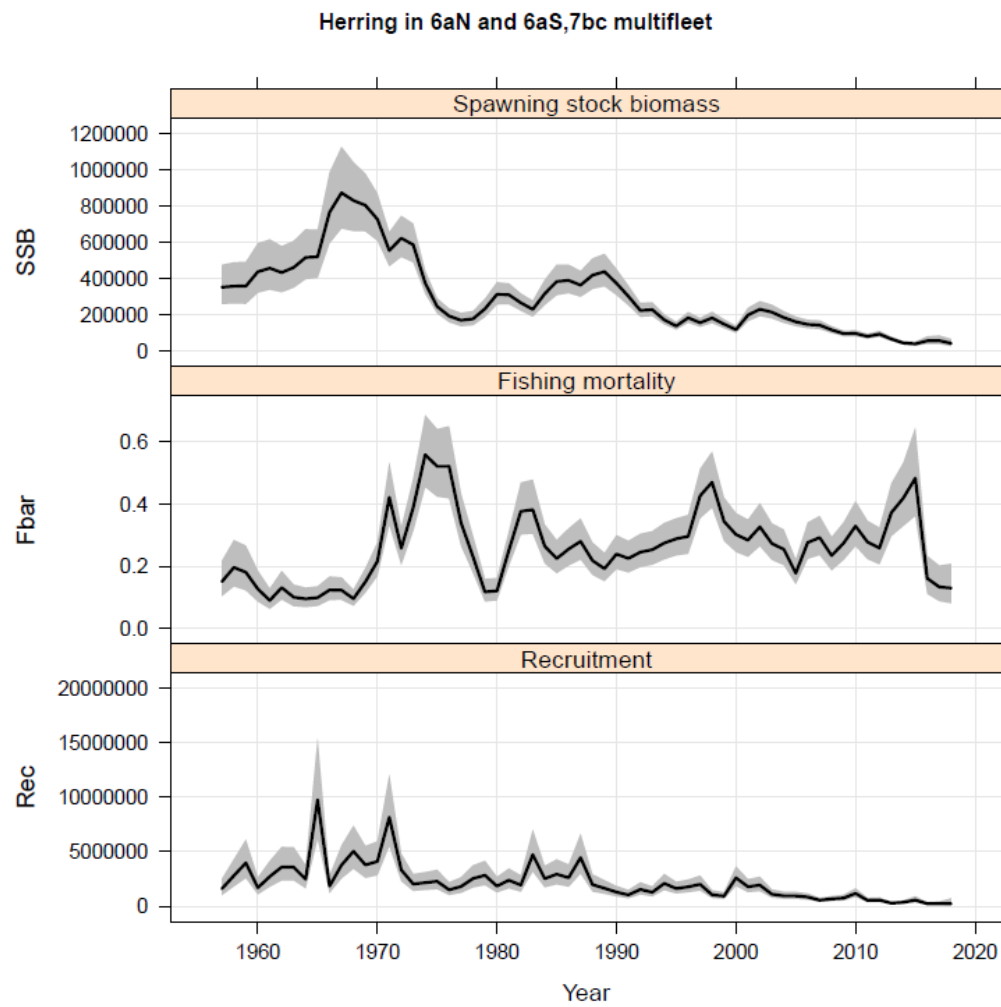 Herring in 6aN and 6aS,7bc multifleet
Spawning stock biomass
1200000
1000000
800000
600000
400000
200000
0
SSB
Fishing mortality
0.6
0.4
0.2
0.0
Fbar
Recruitment
20000000
15000000
10000000
5000000
0
Rec
1960 1970 1980 1990 2000 2010 2020
Year